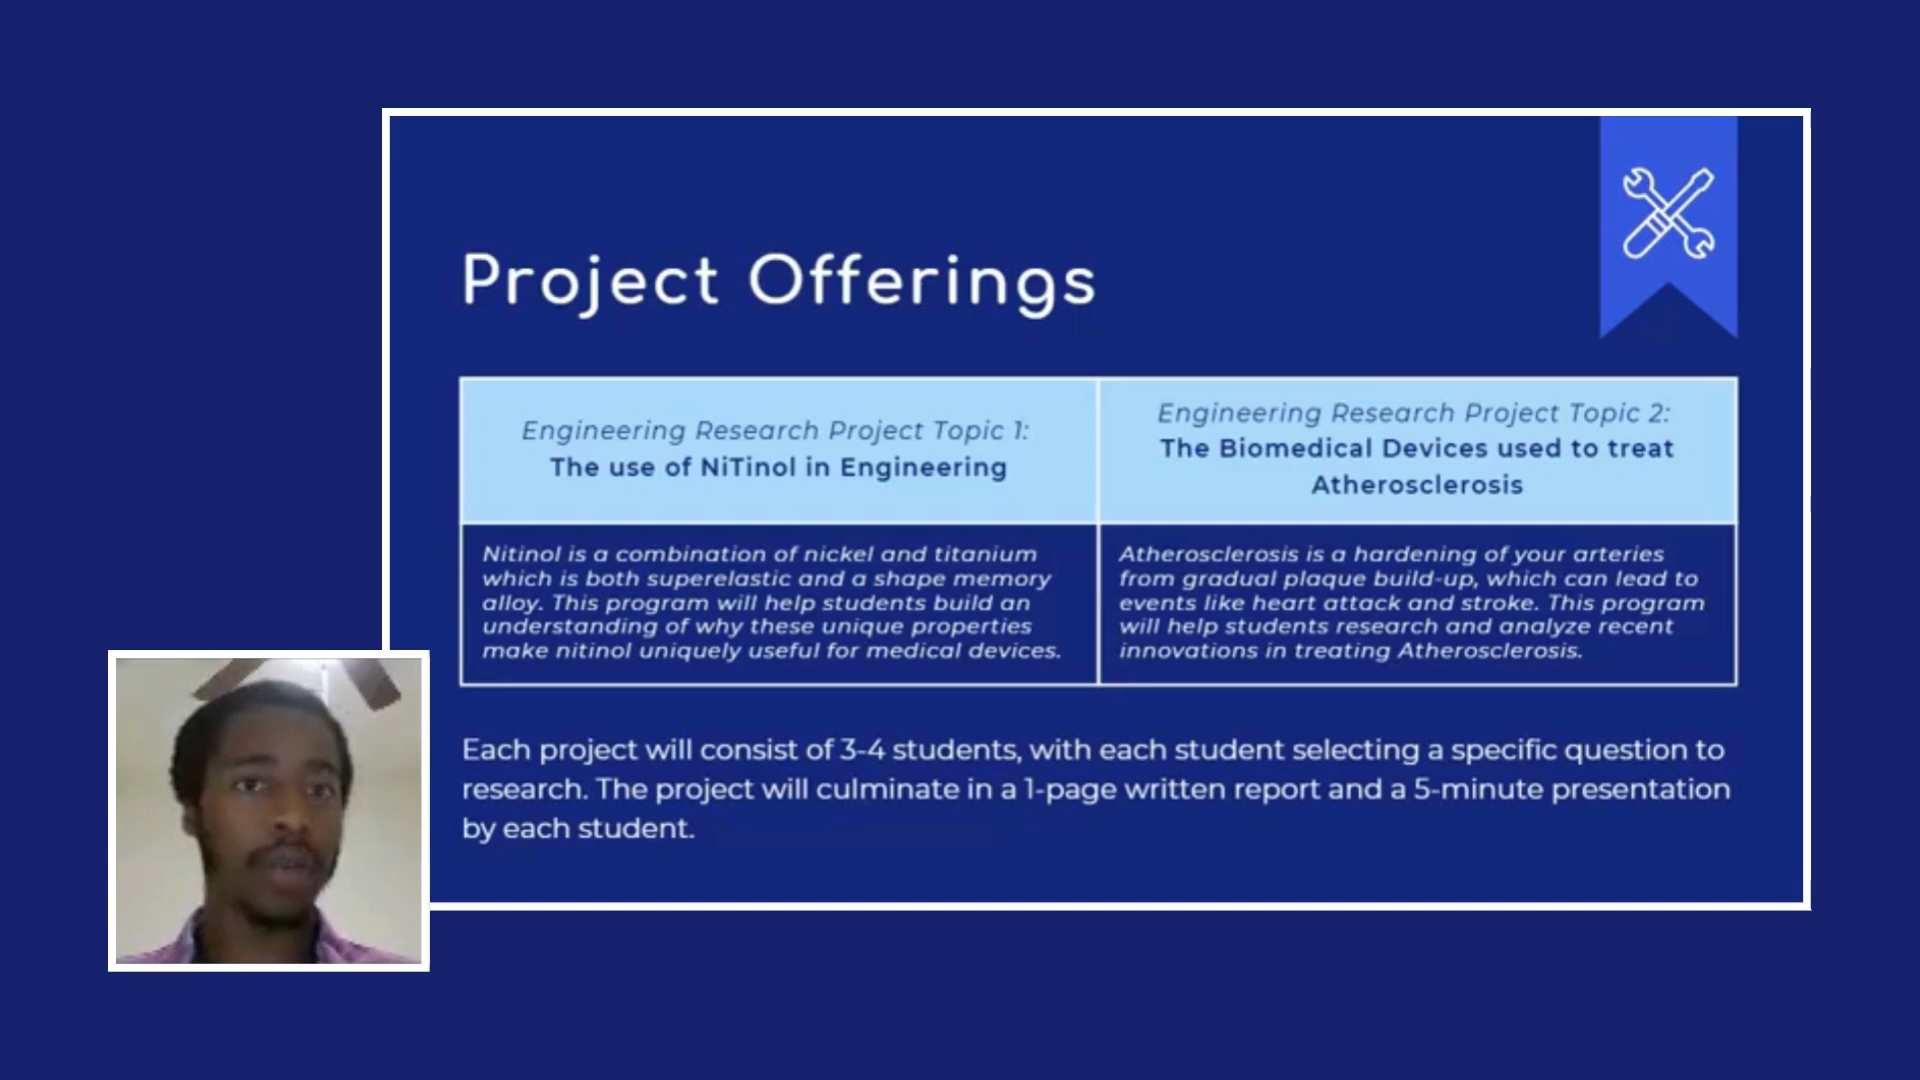 Project Offerings
Engineering Research Project Topic 1:
The use of NiTinol in Engineering
Engineering Research Project Topic 2:
The Biomedical Devices used to treat
Atherosclerosis
Nitinol is a combination of nickel and titanium
which is both superelastic and a shape memory
alloy. This program will help students build an
understanding of why these unique properties
make nitinol uniquely useful for medical devices.
Atherosclerosis is a hardening of your arteries
from gradual plaque build-up, which can lead to
events like heart attack and stroke. This program
will help students research and analyze recent
innovations in treating Atherosclerosis.
Each project will consist of 3-4 students, with each student selecting a specific question to
research. The project will culminate in a 1-page written report and a 5-minute presentation
by each student.